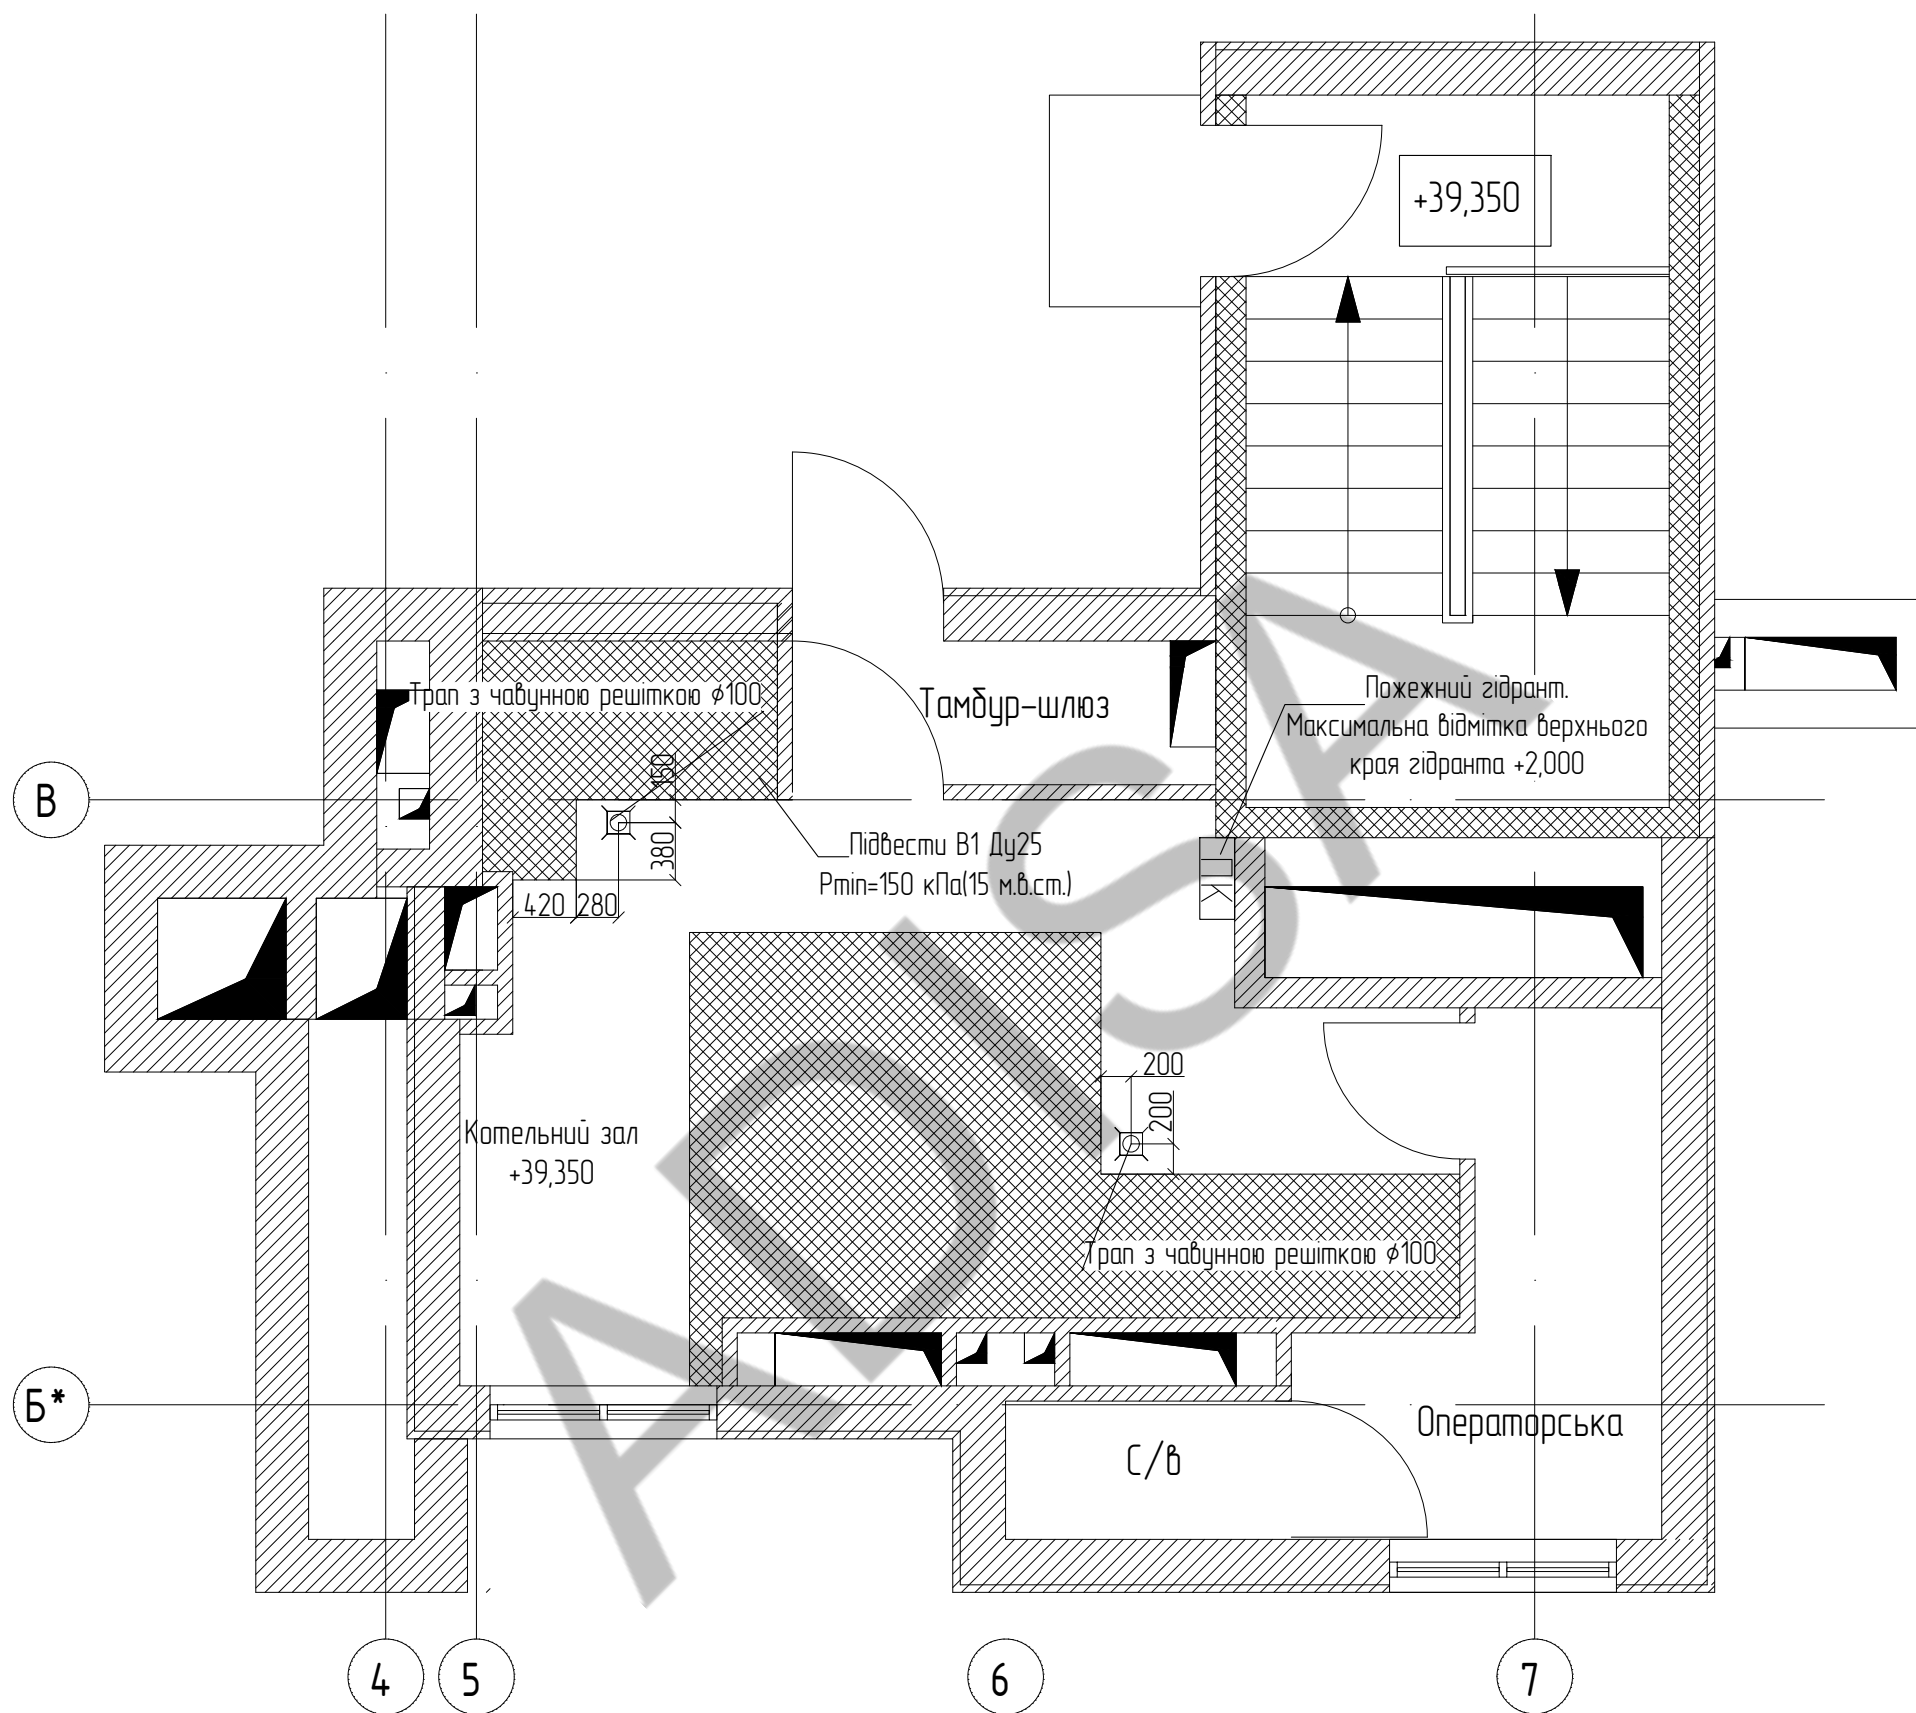 +39,350
Трап з чавунною решіткою ⌀100
Тамбур-шлюз
Пожежний гідрант.
Максимальна відмітка верхнього
края гідранта +2,000
150
В
380
Підвести В1 Ду25
Pmin=150 кПа(15 м.в.ст.)
ПК
420 280
200
200
Котельний зал
+39,350
Трап з чавунною решіткою ⌀100
Б*
Операторська
С/в
4
5
6
7
ADISA